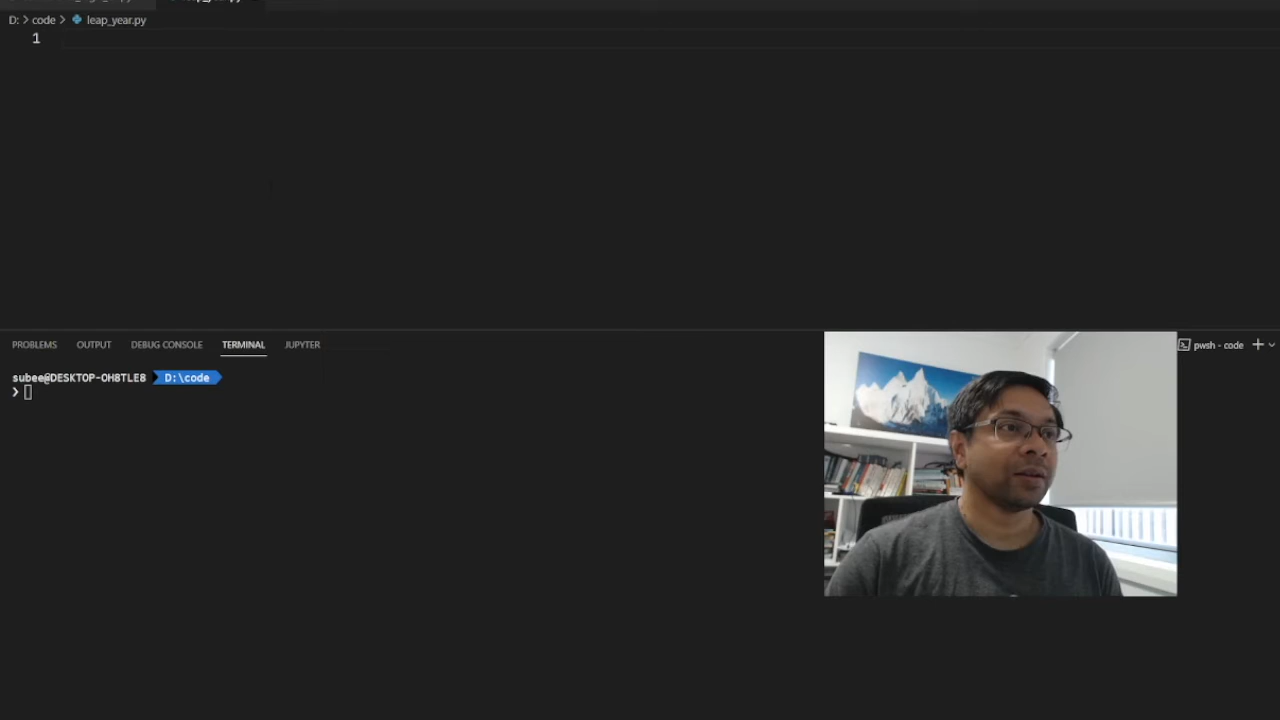 D: > code > leap_year.py
1
PROBLEMS OUTPUT DEBUG CONSOLE TERMINAL JUPYTER
pwsh - code
subee@DESKTOP-OH8TLE8 D:\code
❯